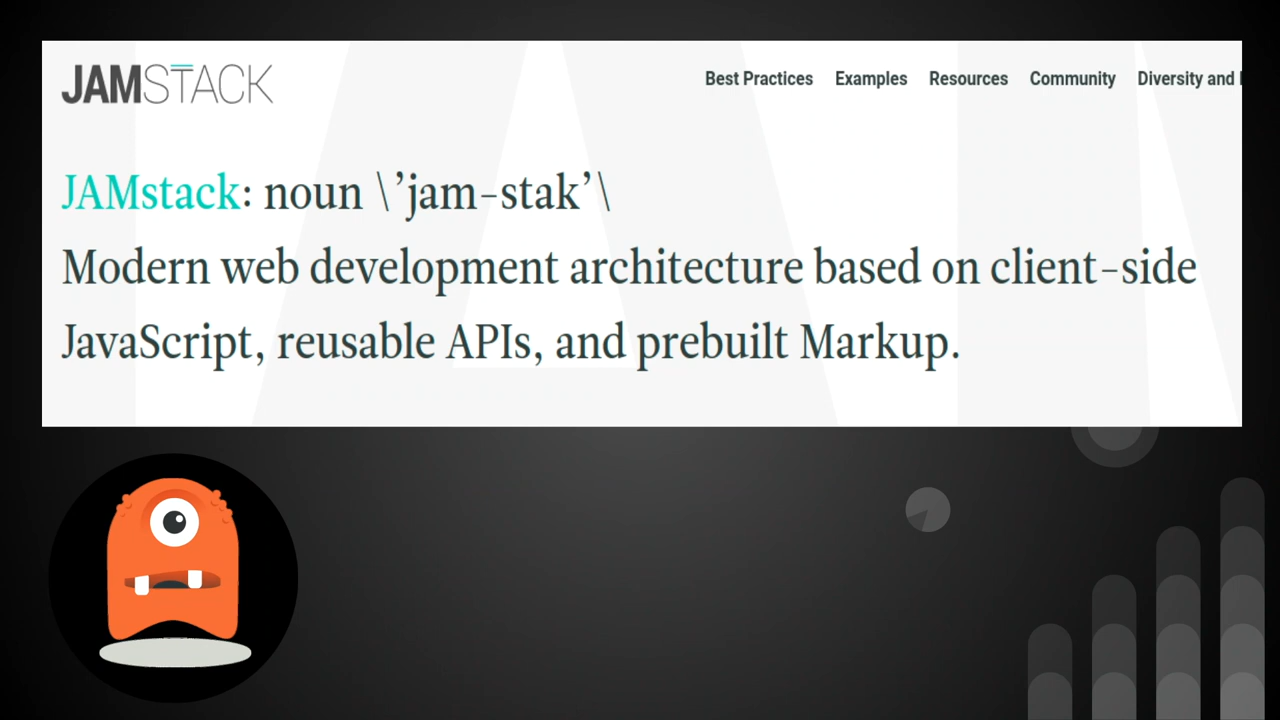 JAMSTACK
Best Practices Examples Resources Community Diversity and
JAMstack: noun \’jam-stak’\
Modern web development architecture based on client-side
JavaScript, reusable APIs, and prebuilt Markup.